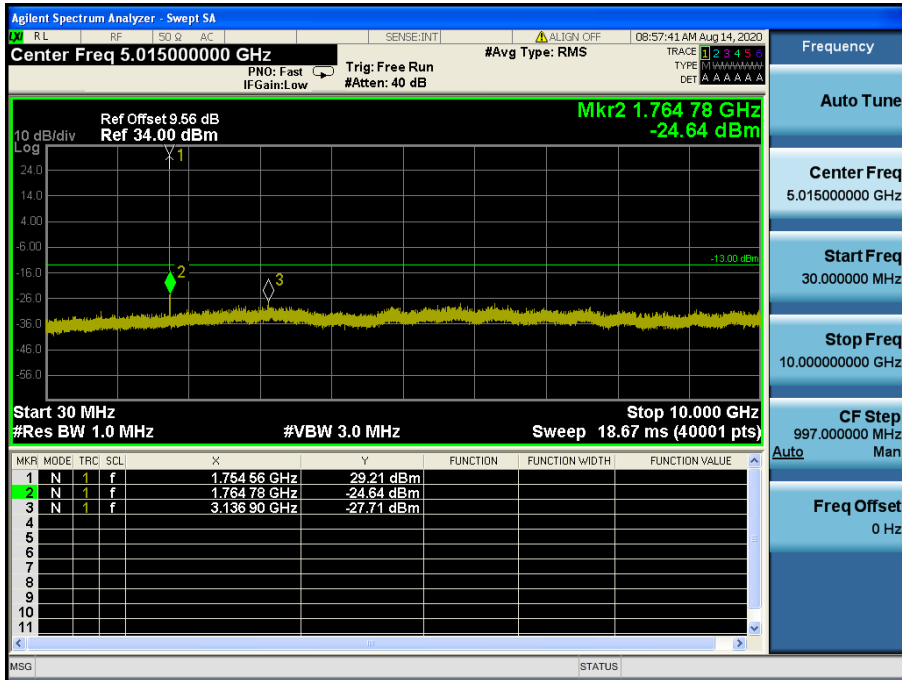 Agilent Spectrum Analyzer - Swept SA
LXI RL RF 50 Ω AC SENSE:INT ALIGN OFF 08:57:41 AM Aug 14, 2020
Center Freq 5.015000000 GHz #Avg Type: RMS TRACE 1 2 3 4 5 6
PNO: Fast Trig: Free Run TYPE M WWWWW
IFGain:Low #Atten: 40 dB DET A A A A A A
Ref Offset 9.56 dB Mkr2 1.764 78 GHz
10 dB/div Ref 34.00 dBm -24.64 dBm
Log
1
24.0
14.0
4.00
-6.00
-13.00 dBm
-16.0
2
3
-26.0
-36.0
-46.0
-56.0
Start 30 MHz Stop 10.000 GHz
#Res BW 1.0 MHz #VBW 3.0 MHz Sweep 18.67 ms (40001 pts)
MKR MODE TRC SCL X Y FUNCTION FUNCTION WIDTH FUNCTION VALUE
1 N 1 f 1.754 56 GHz 29.21 dBm
2 N 1 f 1.764 78 GHz -24.64 dBm
3 N 1 f 3.136 90 GHz -27.71 dBm
4
5
6
7
8
9
10
11
MSG STATUS
Frequency
Auto Tune
Center Freq
5.015000000 GHz
Start Freq
30.000000 MHz
Stop Freq
10.000000000 GHz
CF Step
997.000000 MHz
Auto Man
Freq Offset
0 Hz